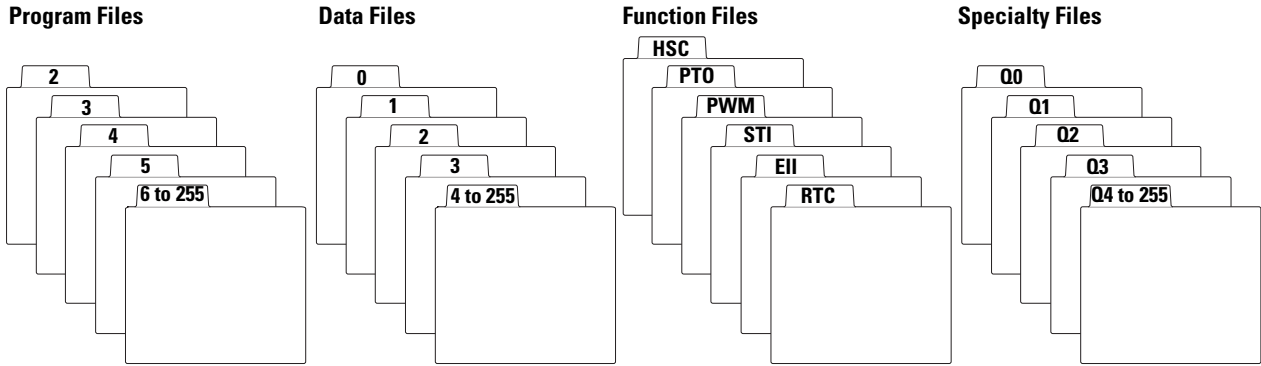 Program Files
2
3
4
5
6 to 255
Data Files
0
1
2
3
4 to 255
Function Files
HSC
PTO
PWM
STI
EII
RTC
Specialty Files
Q0
Q1
Q2
Q3
Q4 to 255